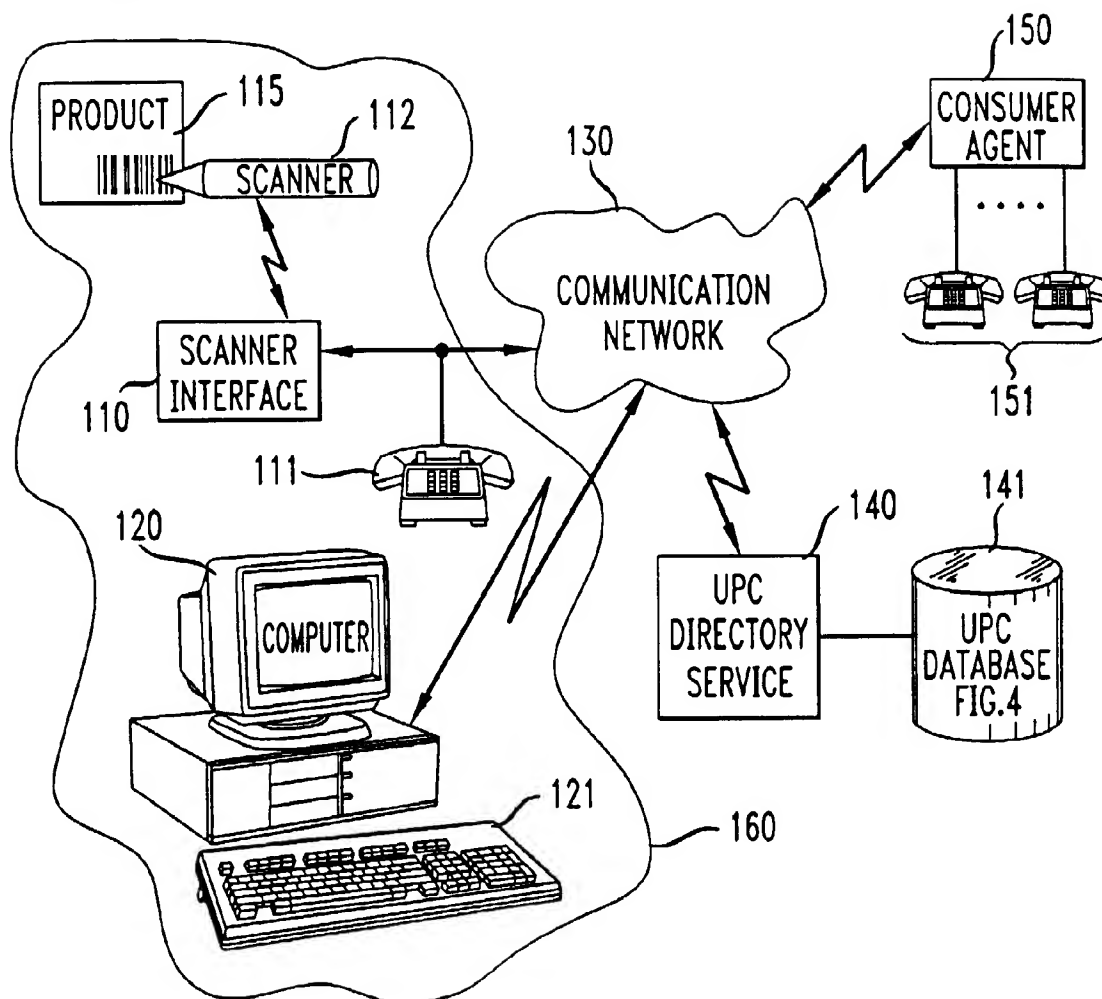 150
PRODUCT
115
112
SCANNER
CONSUMER
AGENT
130
COMMUNICATION
NETWORK
SCANNER
INTERFACE
110
151
111
120
COMPUTER
140
141
UPC
DIRECTORY
SERVICE
UPC
DATABASE
FIG.4
121
160